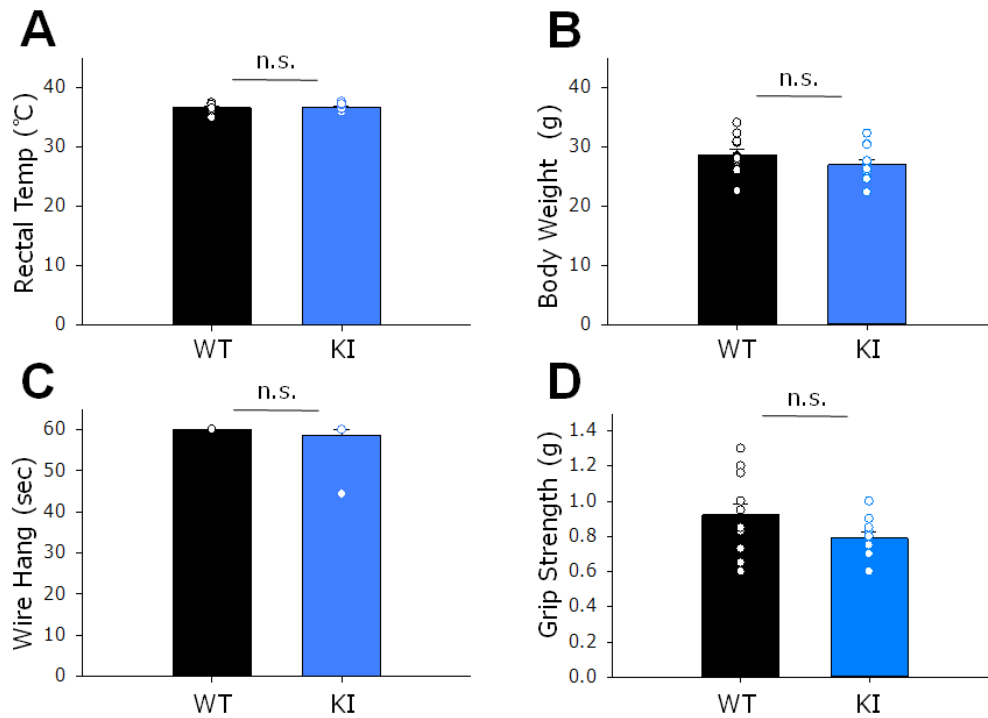 A
Rectal Temp (℃)
40
30
20
10
0
n.s.
WT
KI
B
Body Weight (g)
40
30
20
10
0
n.s.
WT
KI
C
Wire Hang (sec)
60
50
40
30
20
10
0
n.s.
WT
KI
D
Grip Strength (g)
1.4
1.2
1.0
0.8
0.6
0.4
0.2
0.0
n.s.
WT
KI